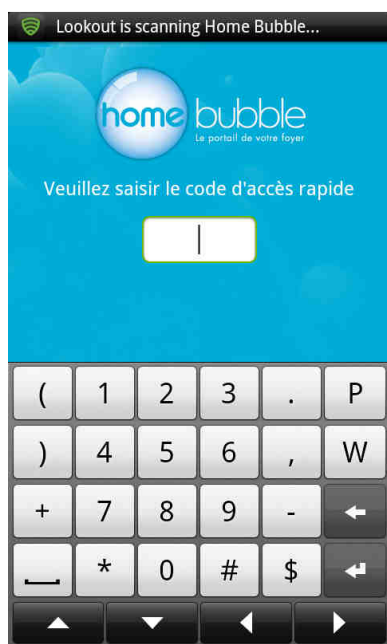 Lookout is scanning Home Bubble...
home bubble
Le portail de votre foyer
Veuillez saisir le code d'accès rapide
( 1 2 3 . P
) 4 5 6 , W
+ 7 8 9 -
* 0 # $